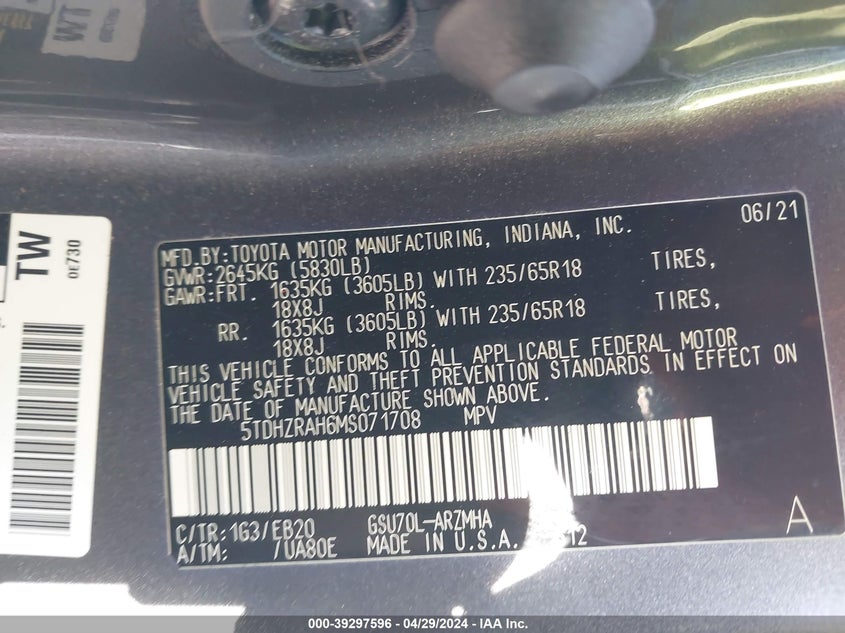 WT
TW
0E730
06/21
MFD.BY:TOYOTA MOTOR MANUFACTURING, INDIANA, INC.
GVWR:2645KG (5830LB)
GAWR:FRT. 1635KG (3605LB) WITH 235/65R18 TIRES,
18X8J RIMS.
RR. 1635KG (3605LB) WITH 235/65R18 TIRES,
18X8J RIMS.
THIS VEHICLE CONFORMS TO ALL APPLICABLE FEDERAL MOTOR
VEHICLE SAFETY AND THEFT PREVENTION STANDARDS IN EFFECT ON
THE DATE OF MANUFACTURE SHOWN ABOVE.
5TDHZRAH6MS071708 MPV
C/TR:1G3/EB20 GSU70L-ARZMHA
A/TM: /UA80E MADE IN U.S.A. 12
A
000-39297596 - 04/29/2024 - IAA Inc.